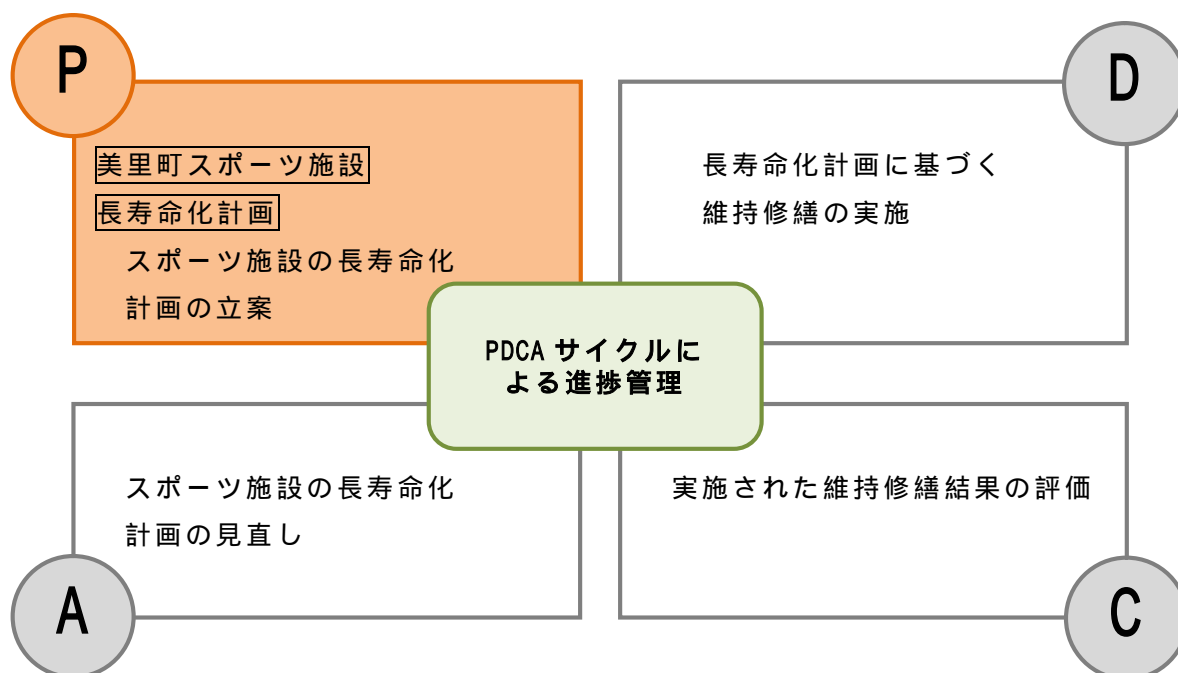 P
美里町スポーツ施設
長寿命化計画
スポーツ施設の長寿命化
計画の立案
D
長寿命化計画に基づく
維持修繕の実施
PDCA サイクルに
よる進捗管理
A
スポーツ施設の長寿命化
計画の見直し
C
実施された維持修繕結果の評価